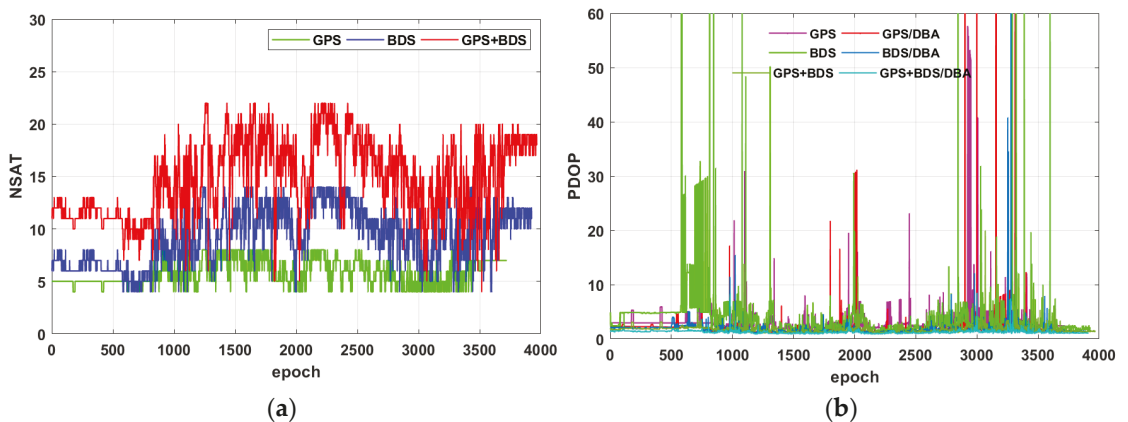 GPS BDS GPS+BDS
NSAT
30
25
20
15
10
5
0
0 500 1000 1500 2000 2500 3000 3500 4000
epoch
(a)
GPS GPS/DBA
BDS BDS/DBA
GPS+BDS GPS+BDS/DBA
PDOP
60
50
40
30
20
10
0
0 500 1000 1500 2000 2500 3000 3500 4000
epoch
(b)